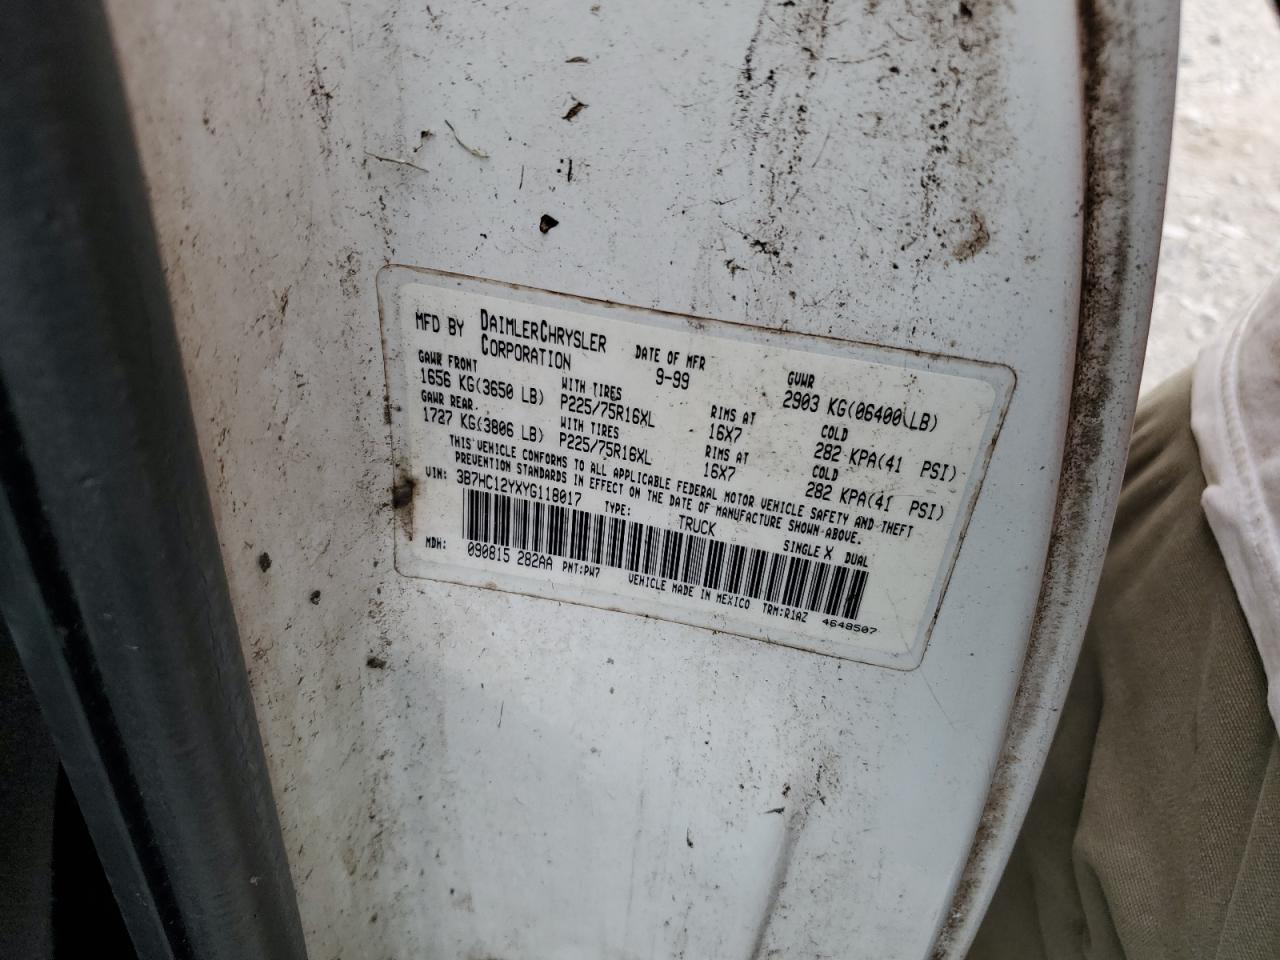 MFD BY DAIMLERCHRYSLER CORPORATION DATE OF MFR 9-99 GVWR 2903 KG(06400 LB)
GAWR FRONT WITH TIRES RIMS AT COLD
1656 KG(3650 LB) P225/75R16XL 16X7 282 KPA(41 PSI)
GAWR REAR. WITH TIRES RIMS AT COLD
1727 KG(3806 LB) P225/75R16XL 16X7 282 KPA(41 PSI)
THIS VEHICLE CONFORMS TO ALL APPLICABLE FEDERAL MOTOR VEHICLE SAFETY AND THEFT
PREVENTION STANDARDS IN EFFECT ON THE DATE OF MANUFACTURE SHOWN ABOVE.
VIN: 3B7HC12YXYG118017 TYPE: TRUCK SINGLE X DUAL
MDH: 090815 282AA PNT:PW7 VEHICLE MADE IN MEXICO TRM:R1AZ 4648507